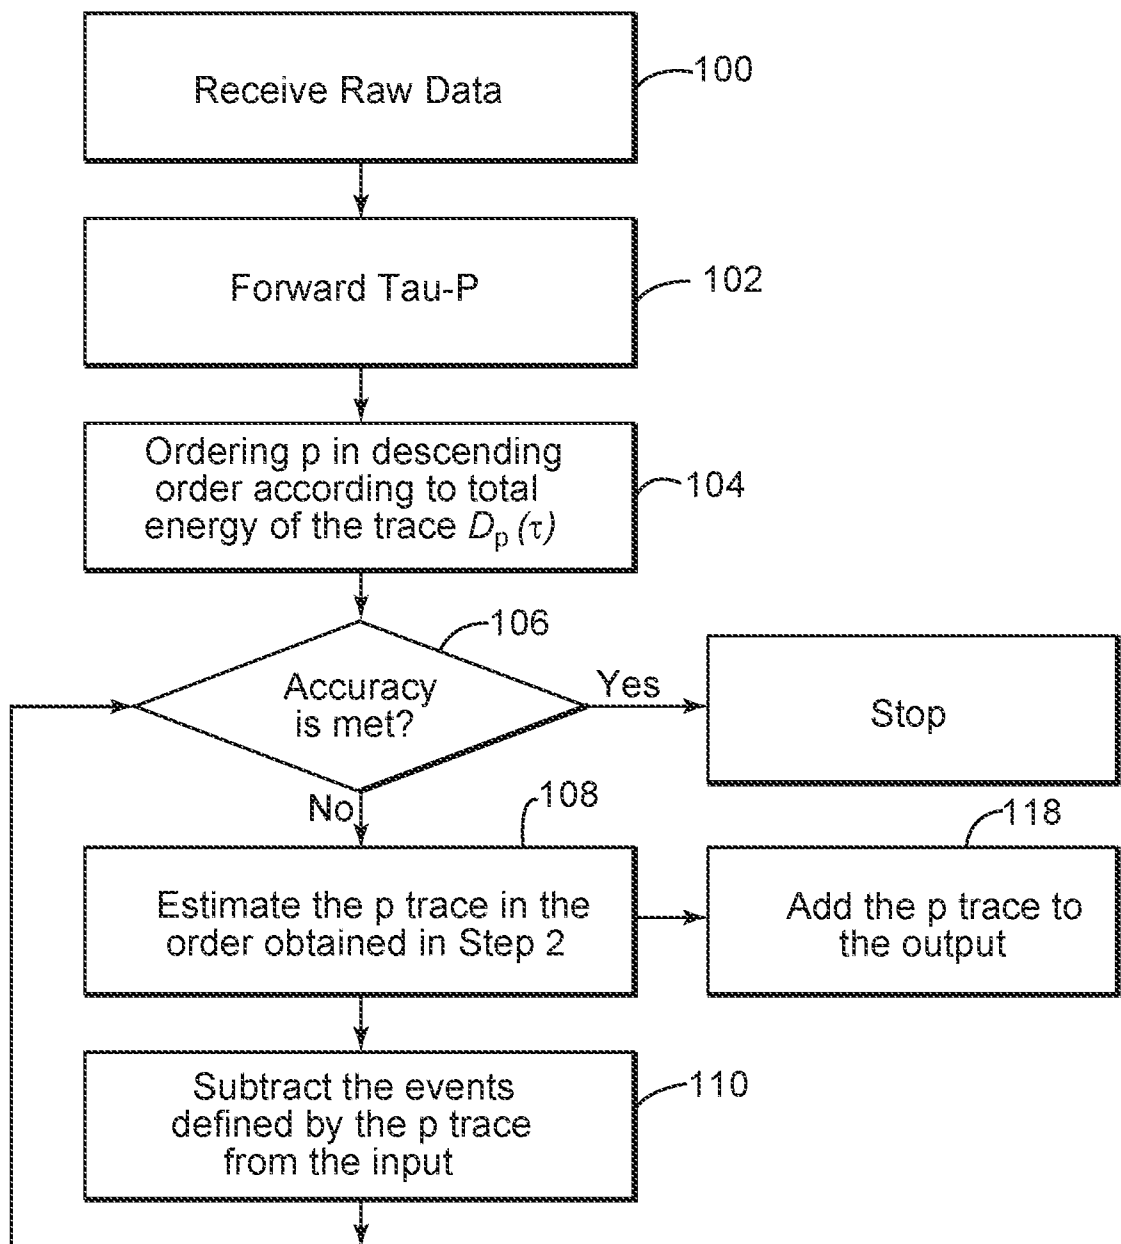 Receive Raw Data
100
Forward Tau-P
102
Ordering p in descending
order according to total
energy of the trace Dp (τ)
104
106
Accuracy
is met?
Yes
Stop
No
108
118
Estimate the p trace in the
order obtained in Step 2
Add the p trace to
the output
Subtract the events
defined by the p trace
from the input
110